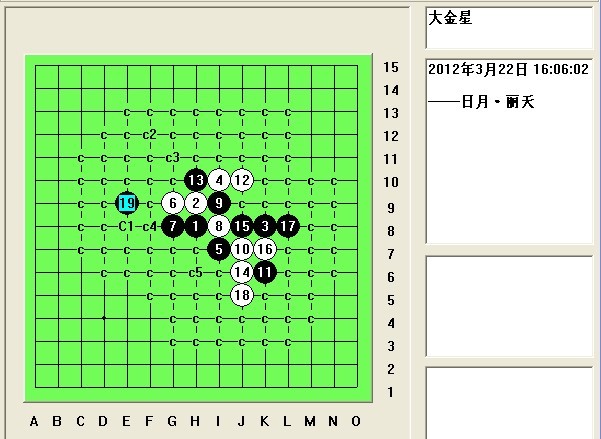 大金星
2012年3月22日 16:06:02
——日月·丽天
15
14
c c c c c c c c 13
c c c2 c c c c c c 12
c c c c c3 c c c c c 11
c c c c c 13 4 12 c c c c 10
c c 19 c 6 2 9 c c c c c 9
c c C1 c4 7 1 8 15 3 17 c c 8
c c c c c c 5 10 16 c c c 7
c c c c c5 c 14 11 c c 6
c c c c 18 c c c 5
c c c c c c c 4
c c c c c c 3
2
1
A B C D E F G H I J K L M N O